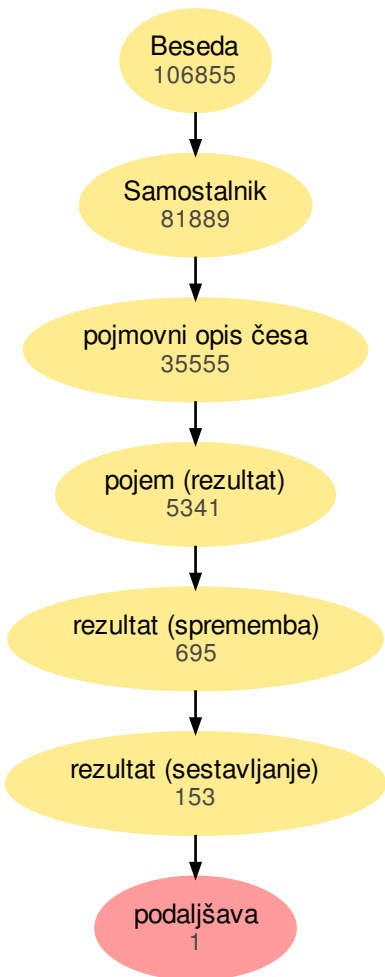 Beseda
106855
Samostalnik
81889
pojmovni opis česa
35555
pojem (rezultat)
5341
rezultat (sprememba)
695
rezultat (sestavljanje)
153
podaljšava
1